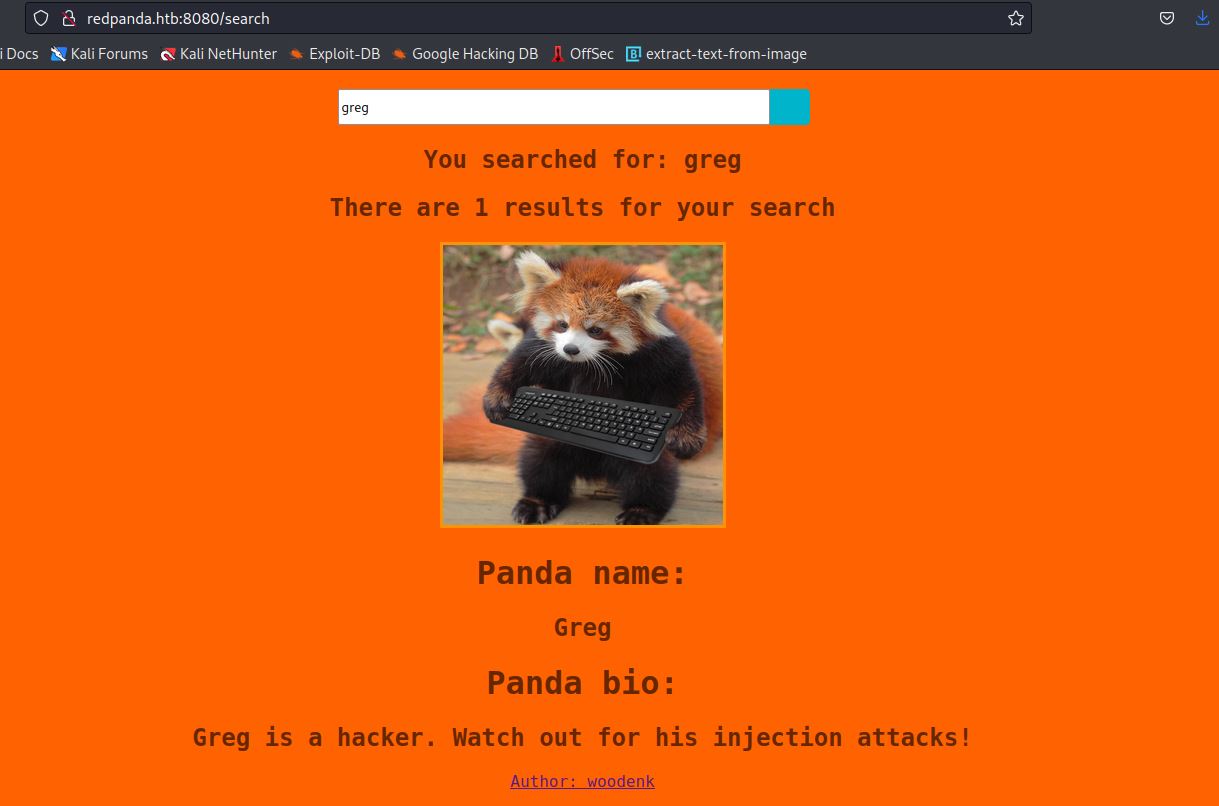 redpanda.htb:8080/search
i Docs Kali Forums Kali NetHunter Exploit-DB Google Hacking DB OffSec extract-text-from-image
greg
You searched for: greg
There are 1 results for your search
Panda name:
Greg
Panda bio:
Greg is a hacker. Watch out for his injection attacks!
Author: woodenk